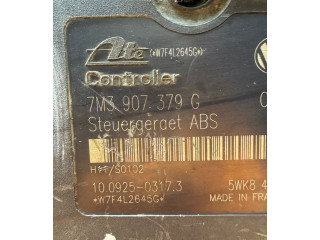 Ate (*W7F4L2645G*)
Controller
7M3 907 379 G
Steuergeraet ABS
H11/S0102
10.0925-0317.3 5WK8 4
*W7F4L2645G* MADE IN FRA